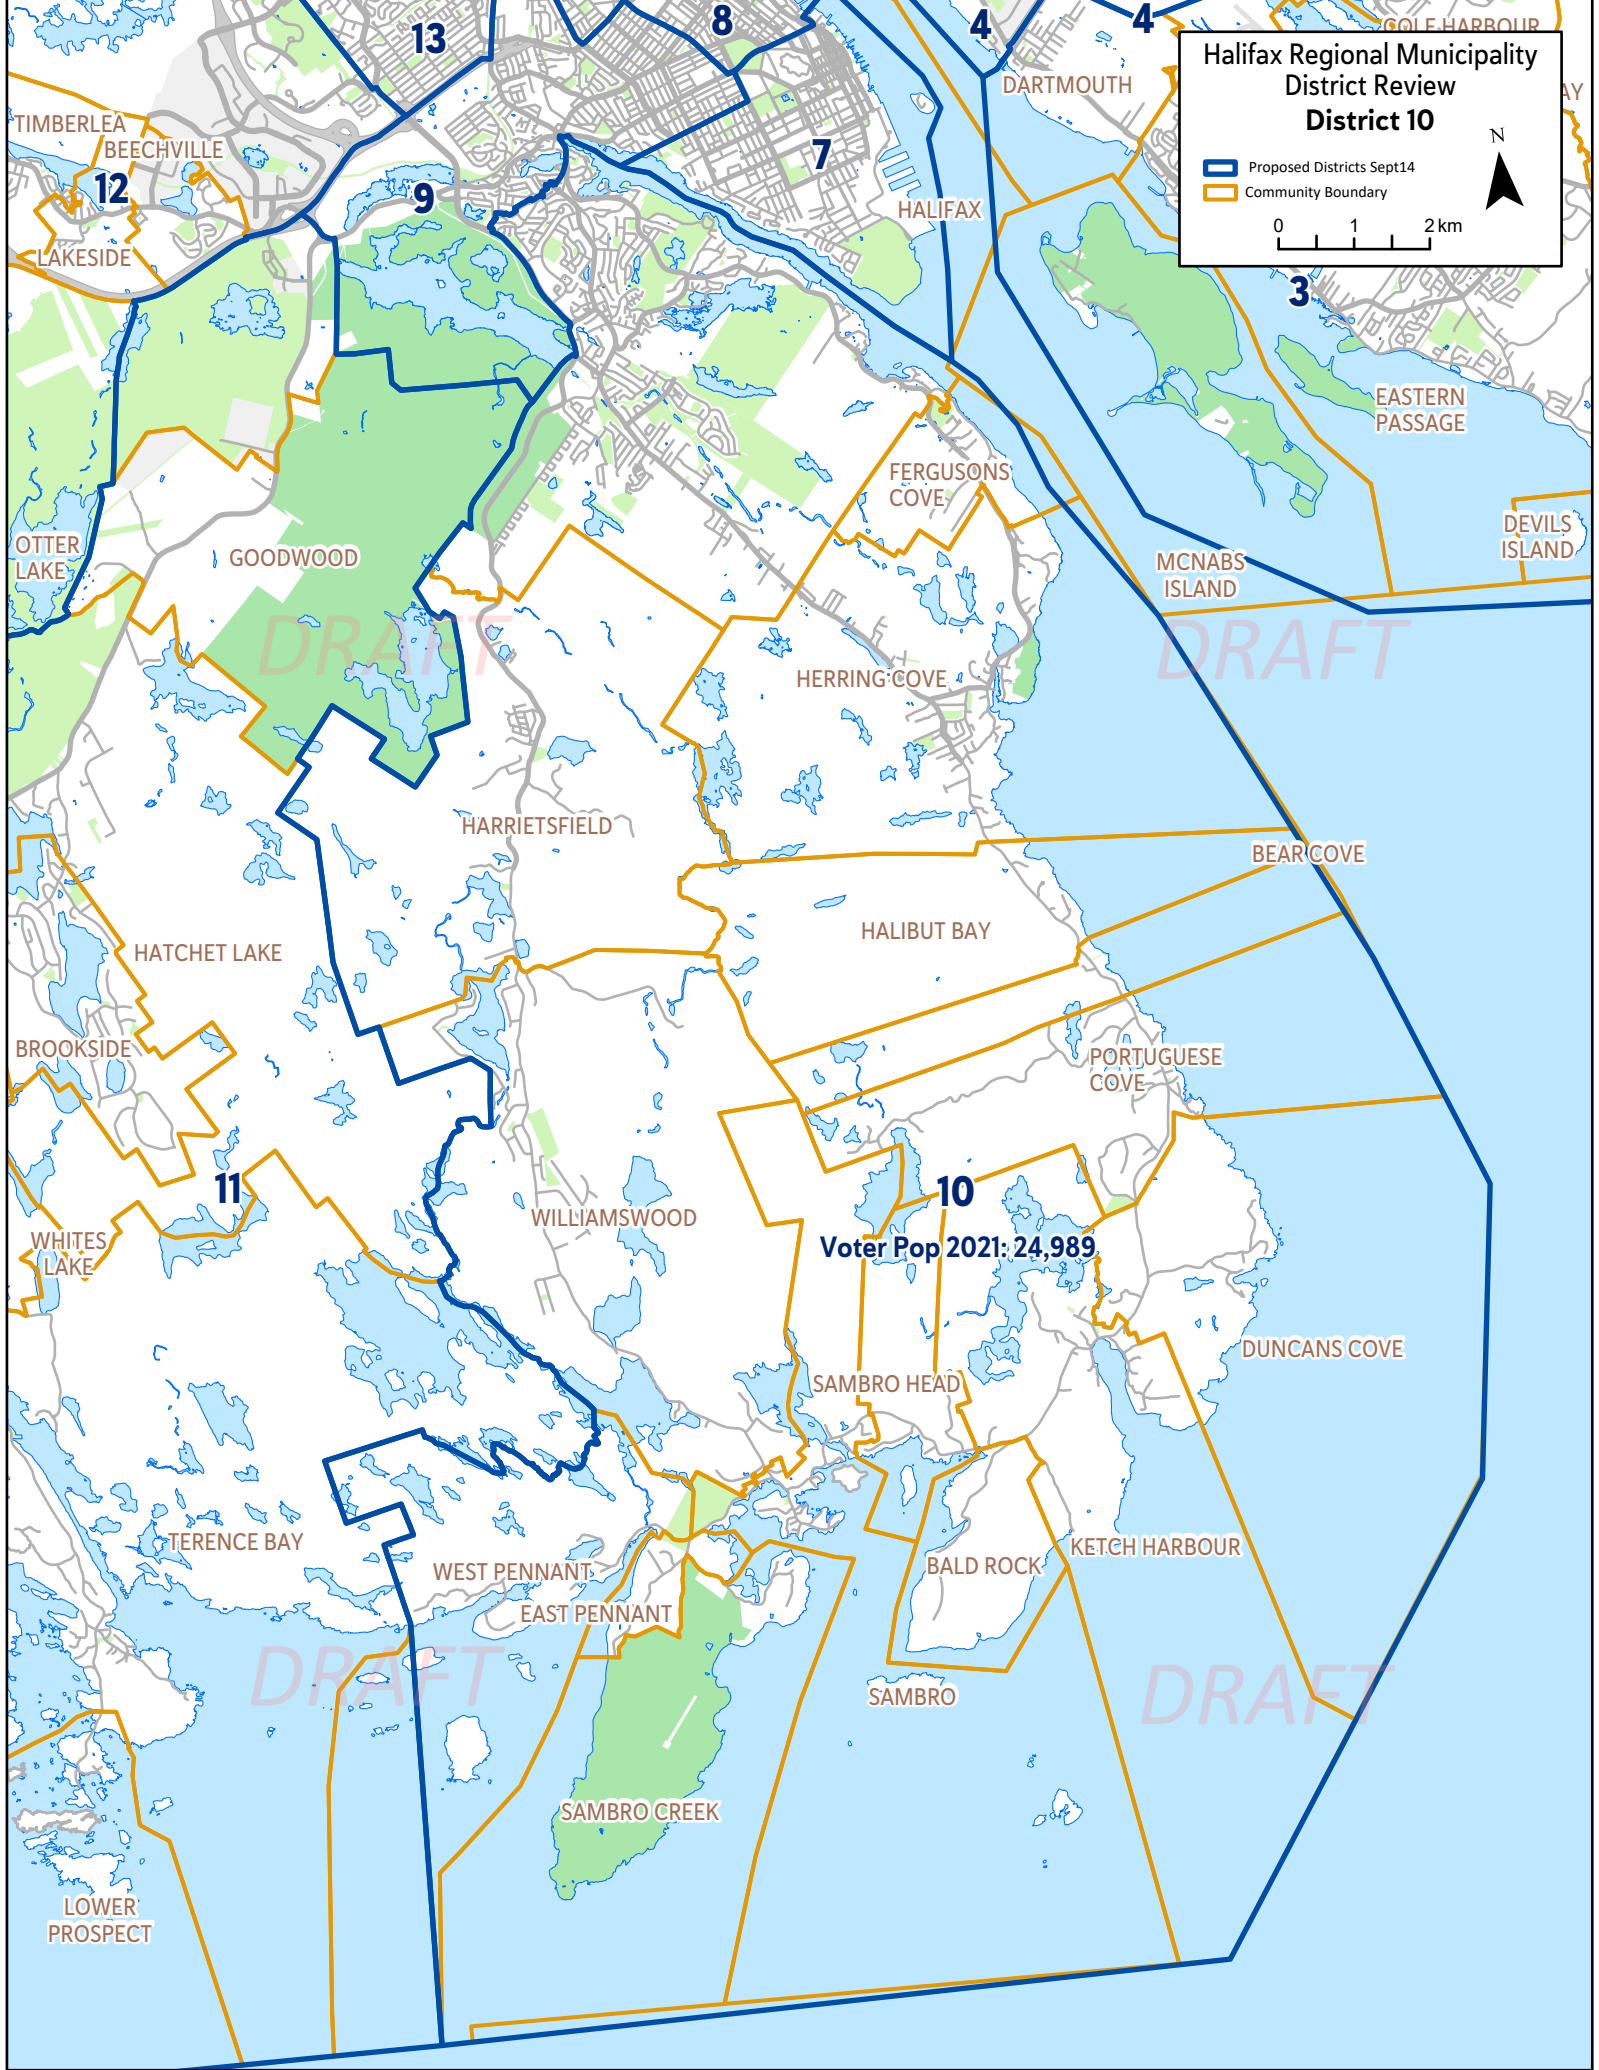 13
8
4
4
COLE HARBOUR
Halifax Regional Municipality
District Review
District 10
N
Proposed Districts Sept14
Community Boundary
0 1 2 km
AY
DARTMOUTH
TIMBERLEA
BEECHVILLE
12
9
7
HALIFAX
LAKESIDE
3
EASTERN
PASSAGE
FERGUSONS
COVE
DEVILS
ISLAND
OTTER
LAKE
GOODWOOD
MCNABS
ISLAND
DRAFT
DRAFT
HERRING COVE
HARRIETSFIELD
BEAR COVE
HALIBUT BAY
HATCHET LAKE
BROOKSIDE
PORTUGUESE
COVE
11
10
WILLIAMSWOOD
Voter Pop 2021: 24,989
WHITES
LAKE
DUNCANS COVE
SAMBRO HEAD
TERENCE BAY
WEST PENNANT
BALD ROCK
KETCH HARBOUR
EAST PENNANT
DRAFT
DRAFT
SAMBRO
SAMBRO CREEK
LOWER
PROSPECT